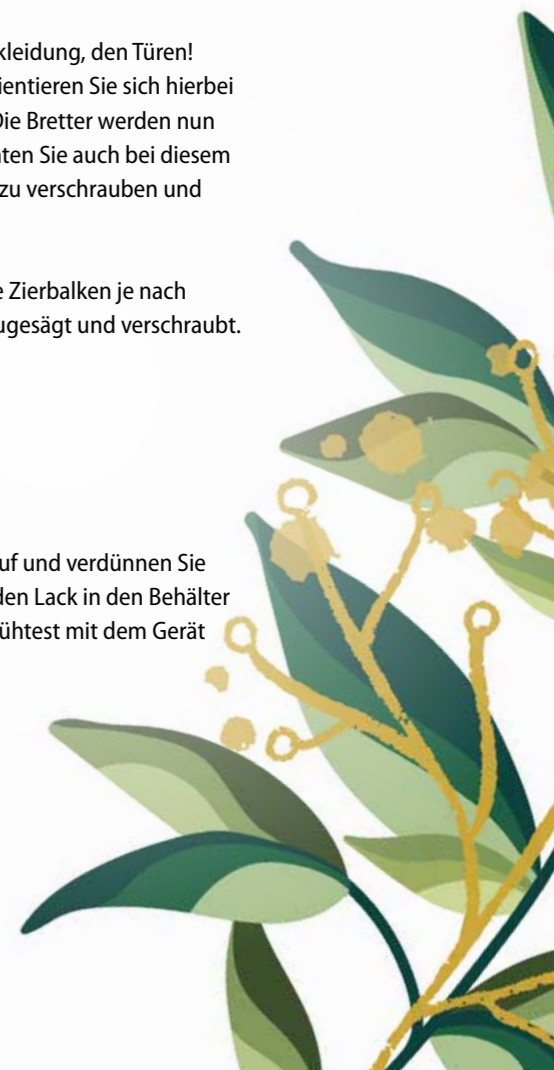 kleidung, den Türen!
ientieren Sie sich hierbei
Die Bretter werden nun
ten Sie auch bei diesem
zu verschrauben und
e Zierbalken je nach
ugesägt und verschraubt.
uf und verdünnen Sie
den Lack in den Behälter
ühtest mit dem Gerät